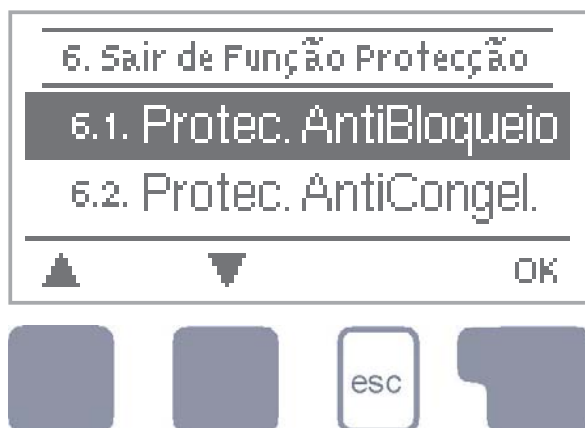 6. Sair de Função Protecção
6.1. Protec. AntiBloqueio
6.2. Protec. AntiCongel.
OK
esc